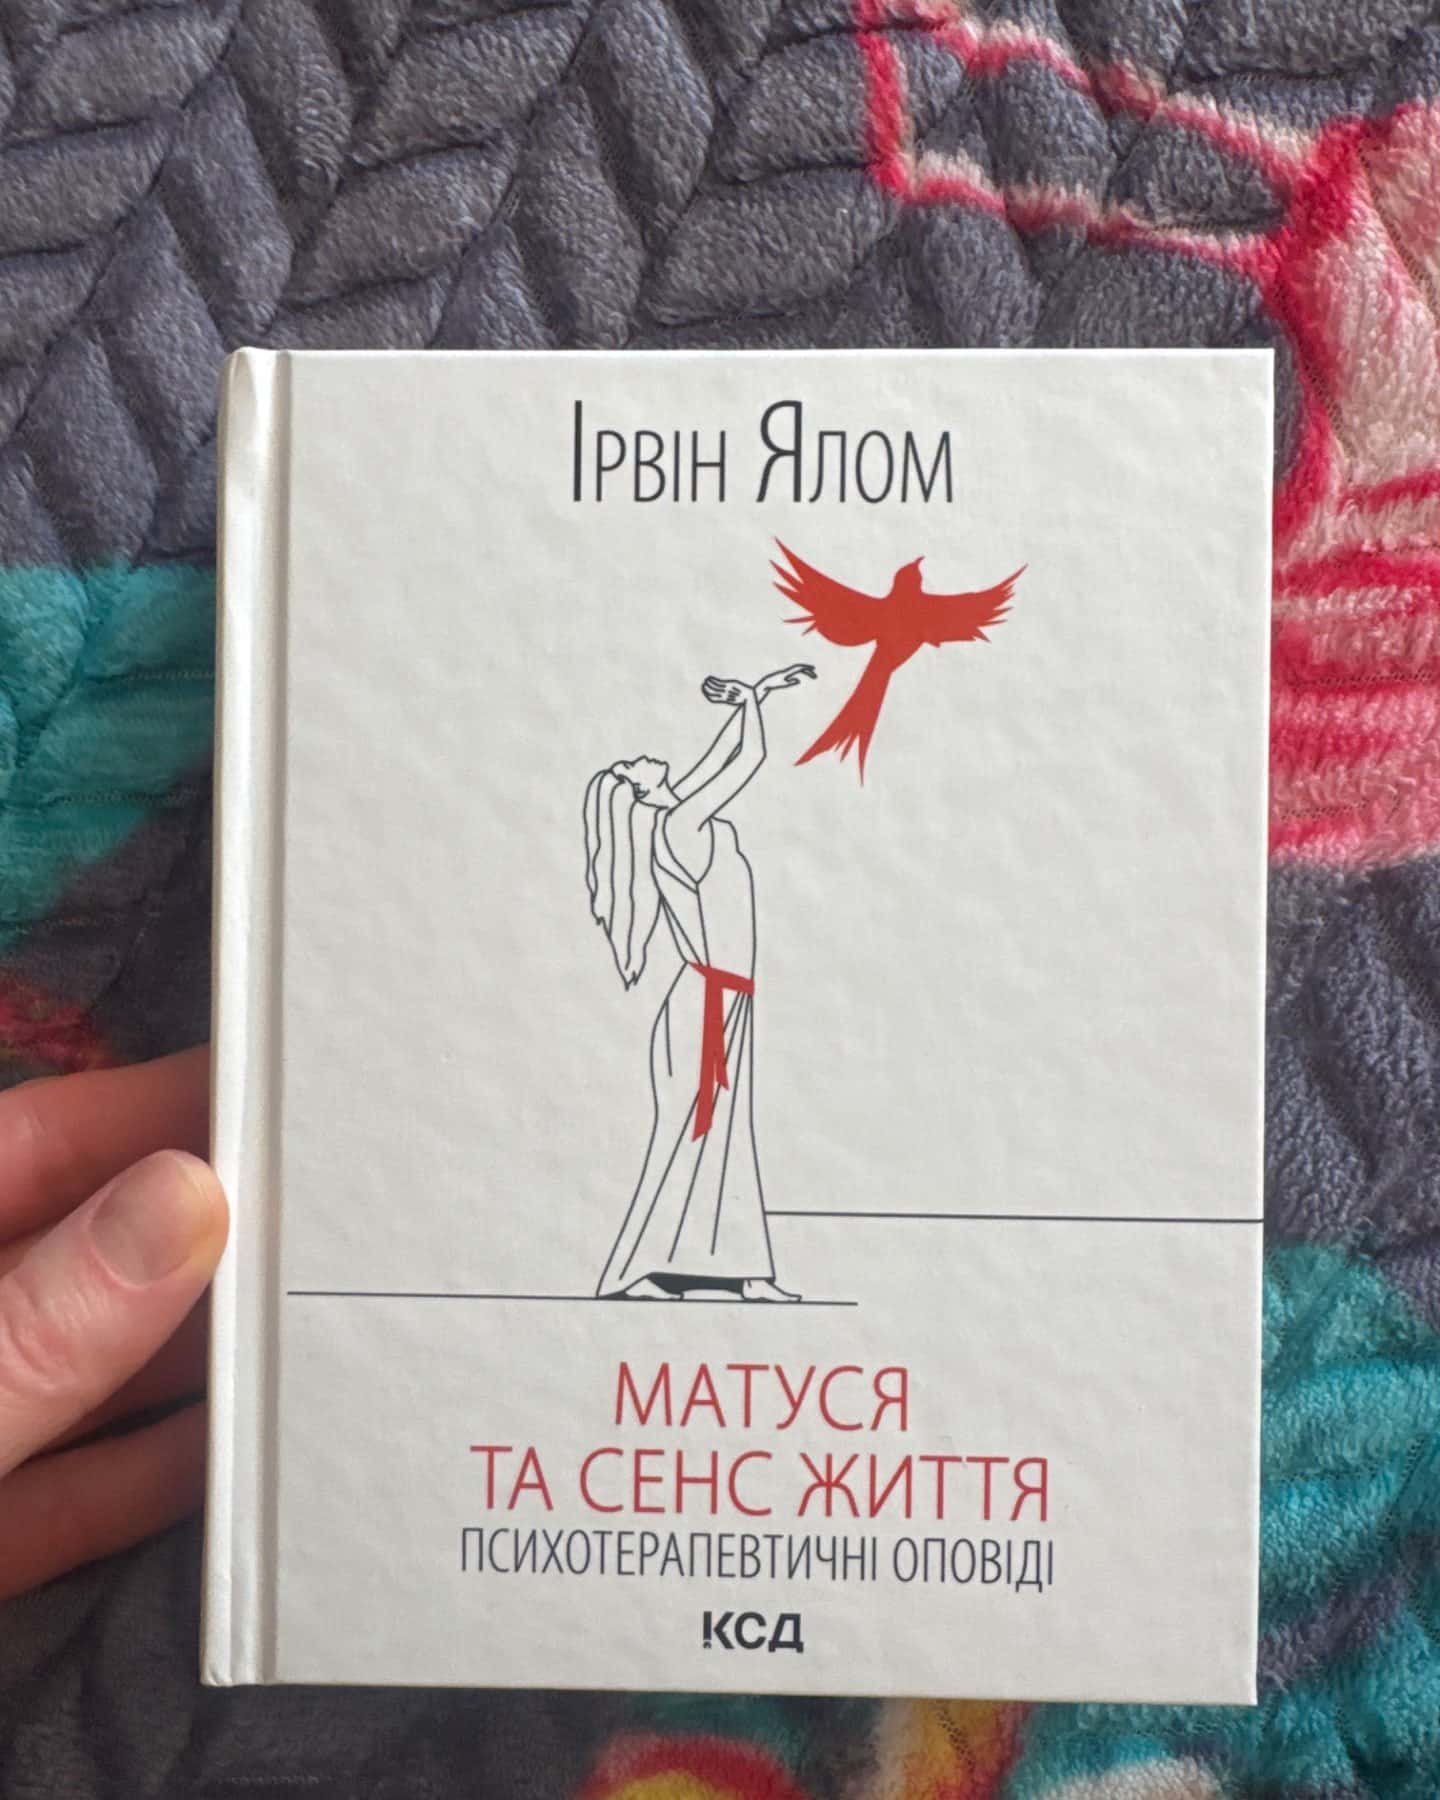 Ірвін Ялом
МАТУСЯ
ТА СЕНС ЖИТТЯ
ПСИХОТЕРАПЕВТИЧНІ ОПОВІДІ
КСД